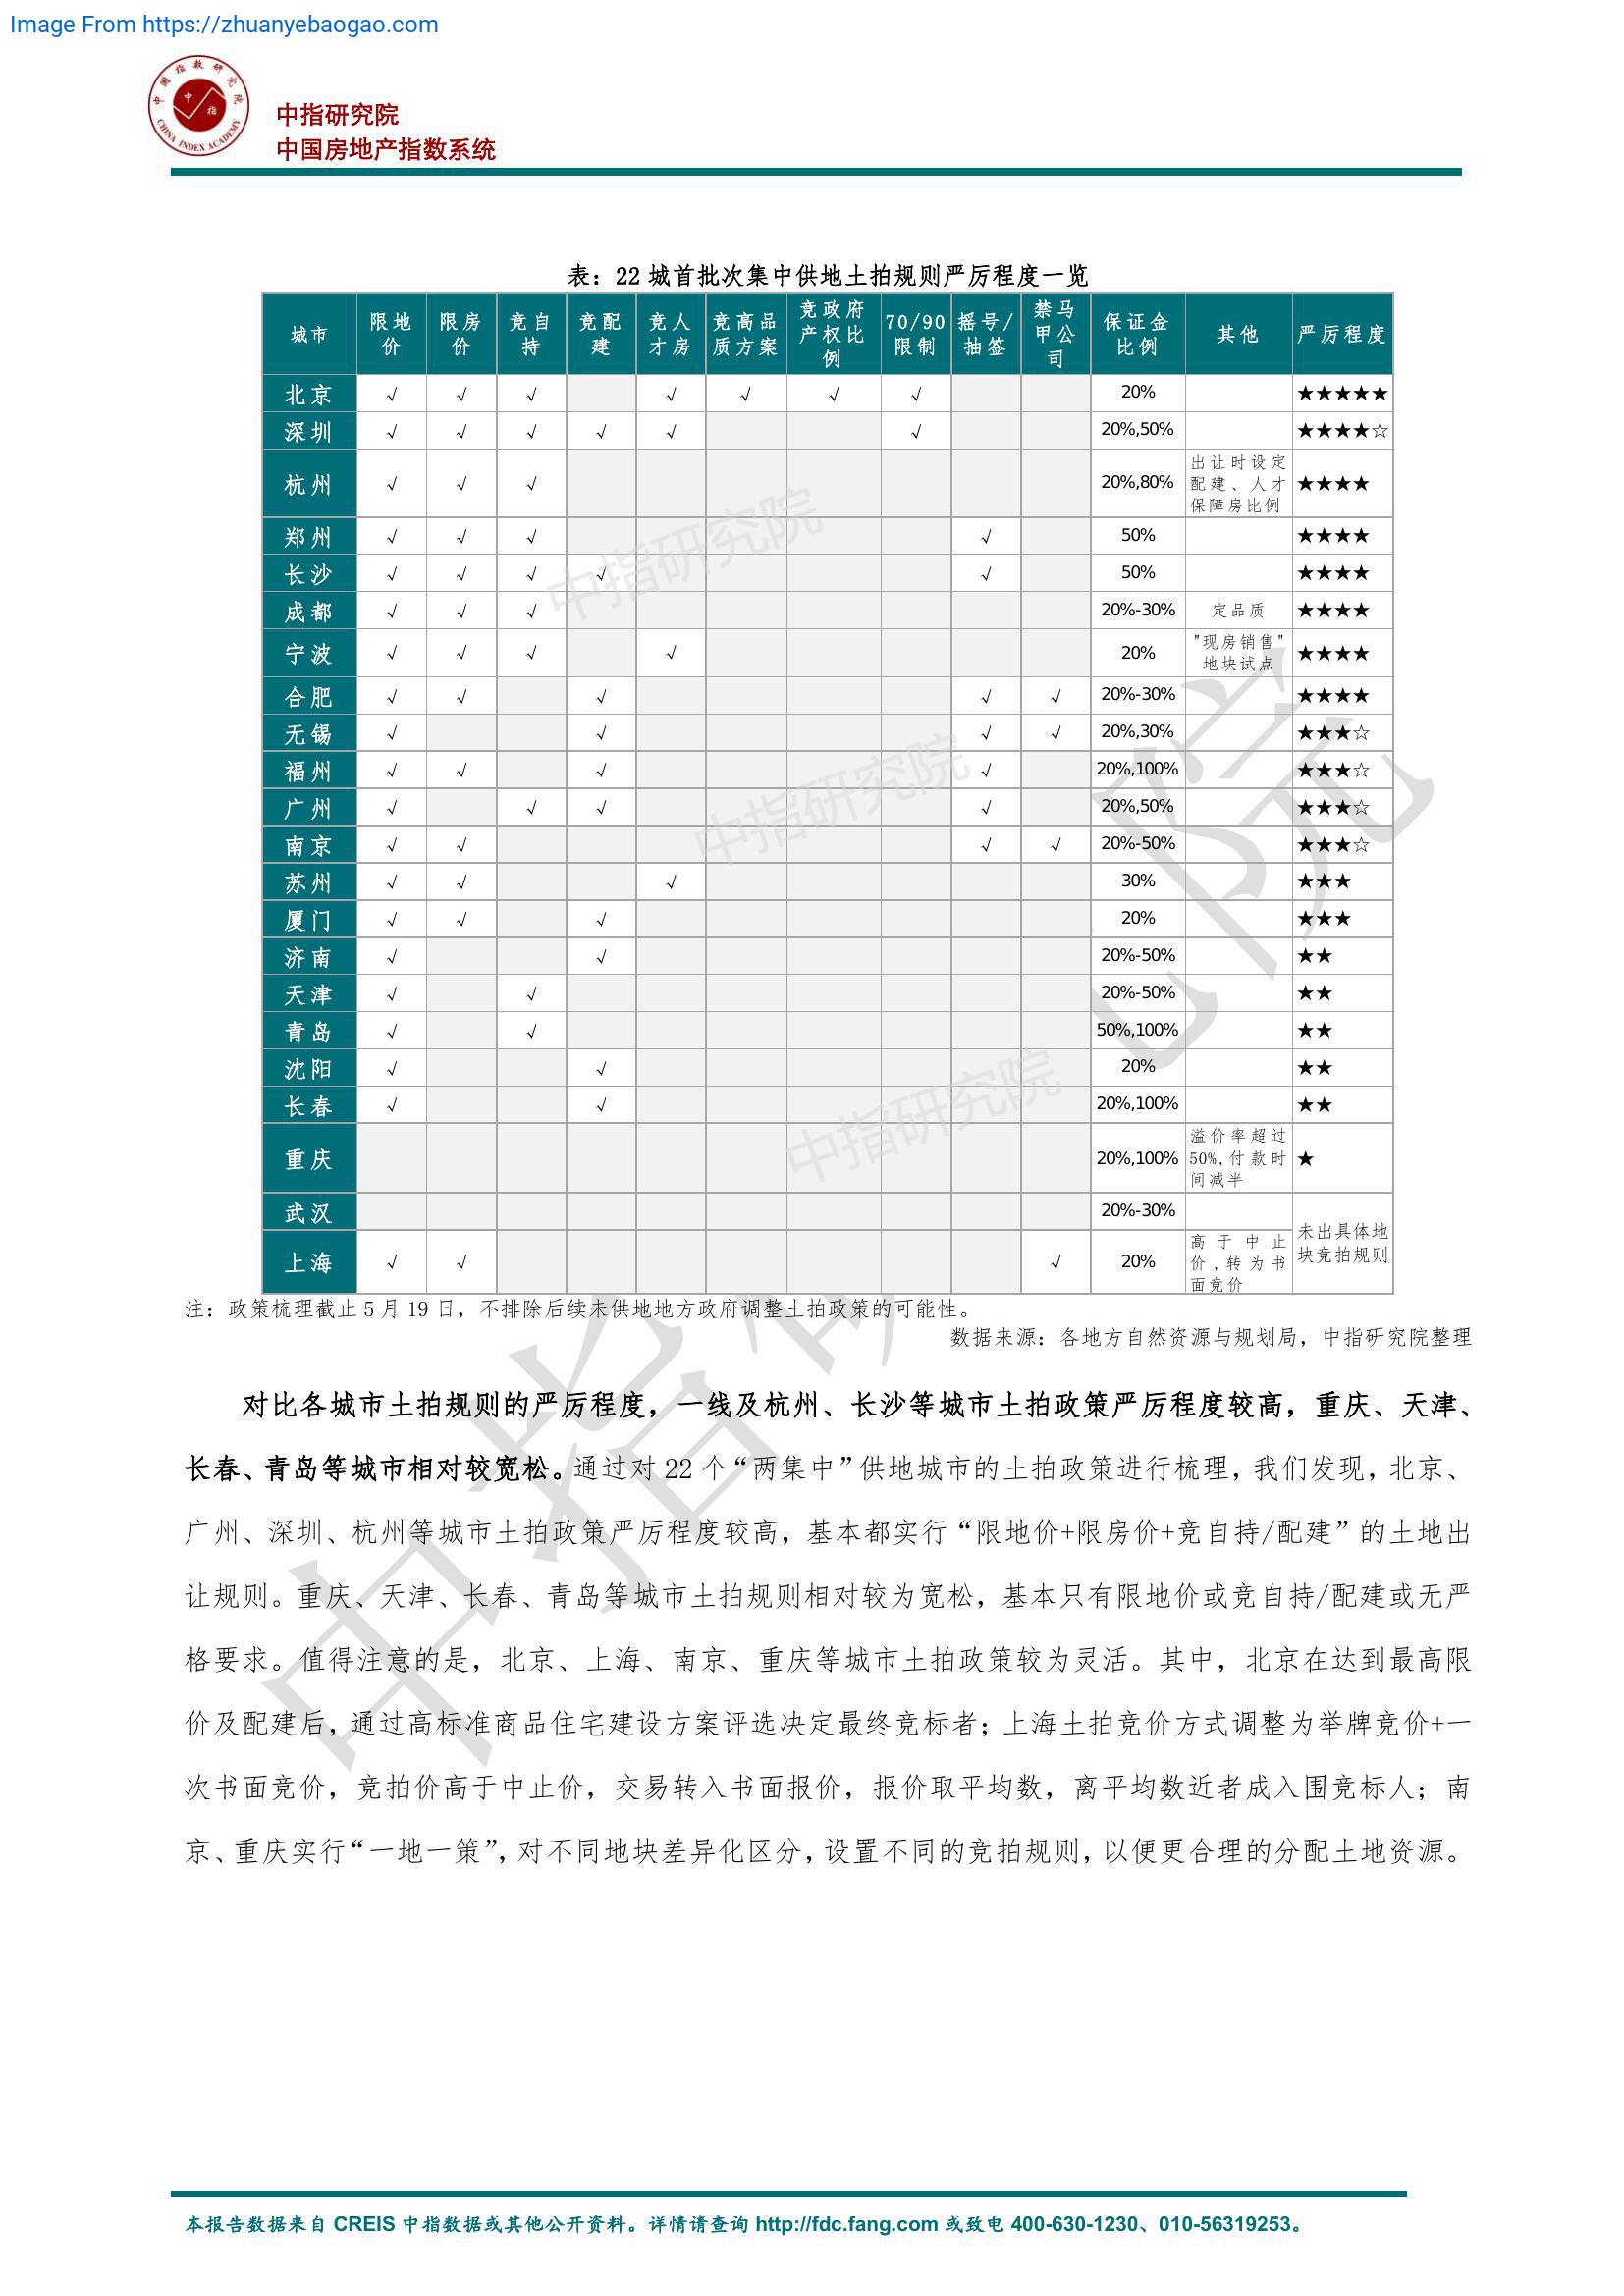 Image From https://zhuanyebaogao.com
中国指数研究院
中指
CHINA INDEX ACADEMY
中指研究院
中国房地产指数系统
表：22 城首批次集中供地土拍规则严厉程度一览
城市 限地价 限房价 竞自持 竞配建 竞人才房 竞高品质方案 竞政府产权比例 70/90限制 摇号/抽签 禁马甲公司 保证金比例 其他 严厉程度
北京 √ √ √ √ √ √ √ 20% ★★★★★
深圳 √ √ √ √ √ √ 20%,50% ★★★★☆
杭州 √ √ √ 20%,80% 出让时设定配建、人才保障房比例 ★★★★
郑州 √ √ √ √ 50% ★★★★
长沙 √ √ √ √ √ 50% ★★★★
成都 √ √ √ 20%-30% 定品质 ★★★★
宁波 √ √ √ √ 20% "现房销售"地块试点 ★★★★
合肥 √ √ √ √ √ 20%-30% ★★★★
无锡 √ √ √ √ 20%,30% ★★★☆
福州 √ √ √ √ 20%,100% ★★★☆
广州 √ √ √ √ 20%,50% ★★★☆
南京 √ √ √ √ 20%-50% ★★★☆
苏州 √ √ √ 30% ★★★
厦门 √ √ √ 20% ★★★
济南 √ √ 20%-50% ★★
天津 √ √ 20%-50% ★★
青岛 √ √ 50%,100% ★★
沈阳 √ √ 20% ★★
长春 √ √ 20%,100% ★★
重庆 20%,100% 溢价率超过50%,付款时间减半 ★
武汉 20%-30% 未出具体地块竞拍规则
上海 √ √ √ 20% 高于中止价,转为书面竞价
注：政策梳理截止 5 月 19 日，不排除后续未供地地方政府调整土拍政策的可能性。
数据来源：各地方自然资源与规划局，中指研究院整理
对比各城市土拍规则的严厉程度，一线及杭州、长沙等城市土拍政策严厉程度较高，重庆、天津、
长春、青岛等城市相对较宽松。通过对 22 个“两集中”供地城市的土拍政策进行梳理，我们发现，北京、
广州、深圳、杭州等城市土拍政策严厉程度较高，基本都实行“限地价+限房价+竞自持/配建”的土地出
让规则。重庆、天津、长春、青岛等城市土拍规则相对较为宽松，基本只有限地价或竞自持/配建或无严
格要求。值得注意的是，北京、上海、南京、重庆等城市土拍政策较为灵活。其中，北京在达到最高限
价及配建后，通过高标准商品住宅建设方案评选决定最终竞标者；上海土拍竞价方式调整为举牌竞价+一
次书面竞价，竞拍价高于中止价，交易转入书面报价，报价取平均数，离平均数近者成入围竞标人；南
京、重庆实行“一地一策”，对不同地块差异化区分，设置不同的竞拍规则，以便更合理的分配土地资源。
中指研究院
中指研究院
中指研究院
本报告数据来自 CREIS 中指数据或其他公开资料。详情请查询 http://fdc.fang.com 或致电 400-630-1230、010-56319253。